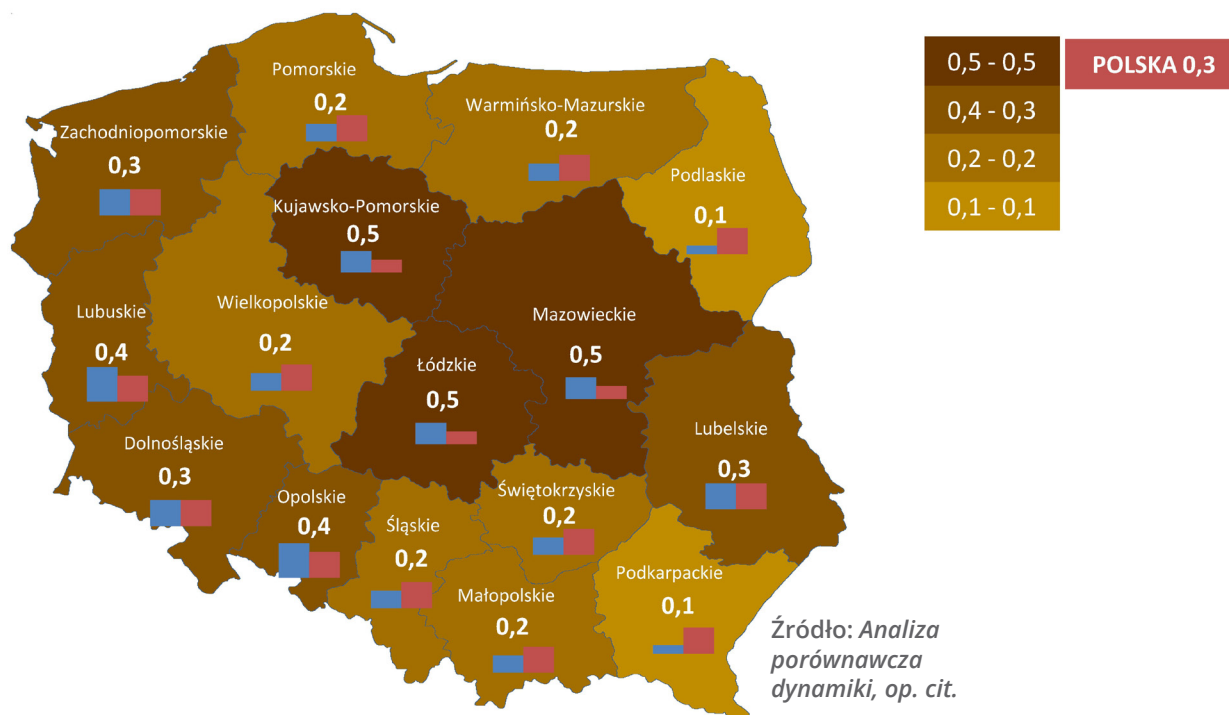 Pomorskie
0,2
Warmińsko-Mazurskie
0,2
Zachodniopomorskie
0,3
Podlaskie
0,1
Kujawsko-Pomorskie
0,5
Lubuskie
0,4
Wielkopolskie
0,2
Mazowieckie
0,5
Łódzkie
0,5
Dolnośląskie
0,3
Lubelskie
0,3
Opolskie
0,4
Śląskie
0,2
Świętokrzyskie
0,2
Małopolskie
0,2
Podkarpackie
0,1
0,5 - 0,5
POLSKA 0,3
0,4 - 0,3
0,2 - 0,2
0,1 - 0,1
Źródło: Analiza
porównawcza
dynamiki, op. cit.